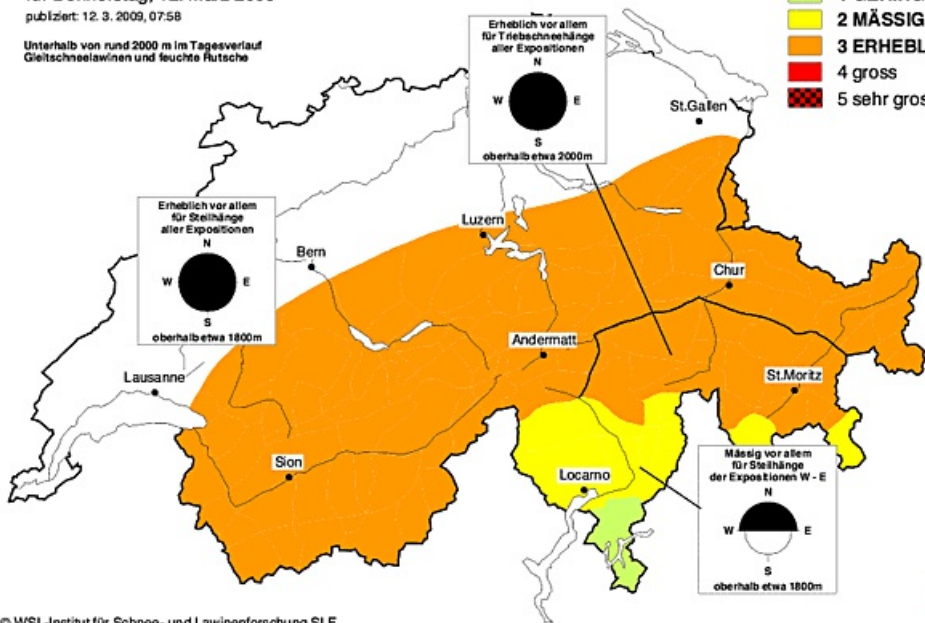 publiziert: 12. 3. 2009, 07:58
Unterhalb von rund 2000 m im Tagesverlauf
Gleitschneelawinen und feuchte Rutsche
2 MÄSSIG
3 ERHEBL
4 gross
5 sehr gros
Erheblich vor allem
für Triebschneehänge
aller Expositionen
N
W
E
S
oberhalb etwa 2000m
St.Gallen
Erheblich vor allem
für Steilhänge
aller Expositionen
N
W
E
S
oberhalb etwa 1800m
Luzern
Bern
Chur
Andermatt
Lausanne
St.Moritz
Sion
Locarno
Mässig vor allem
für Steilhänge
der Expositionen W - E
N
W
E
S
oberhalb etwa 1800m
© WSL-Institut für Schnee- und Lawinenforschung SLF